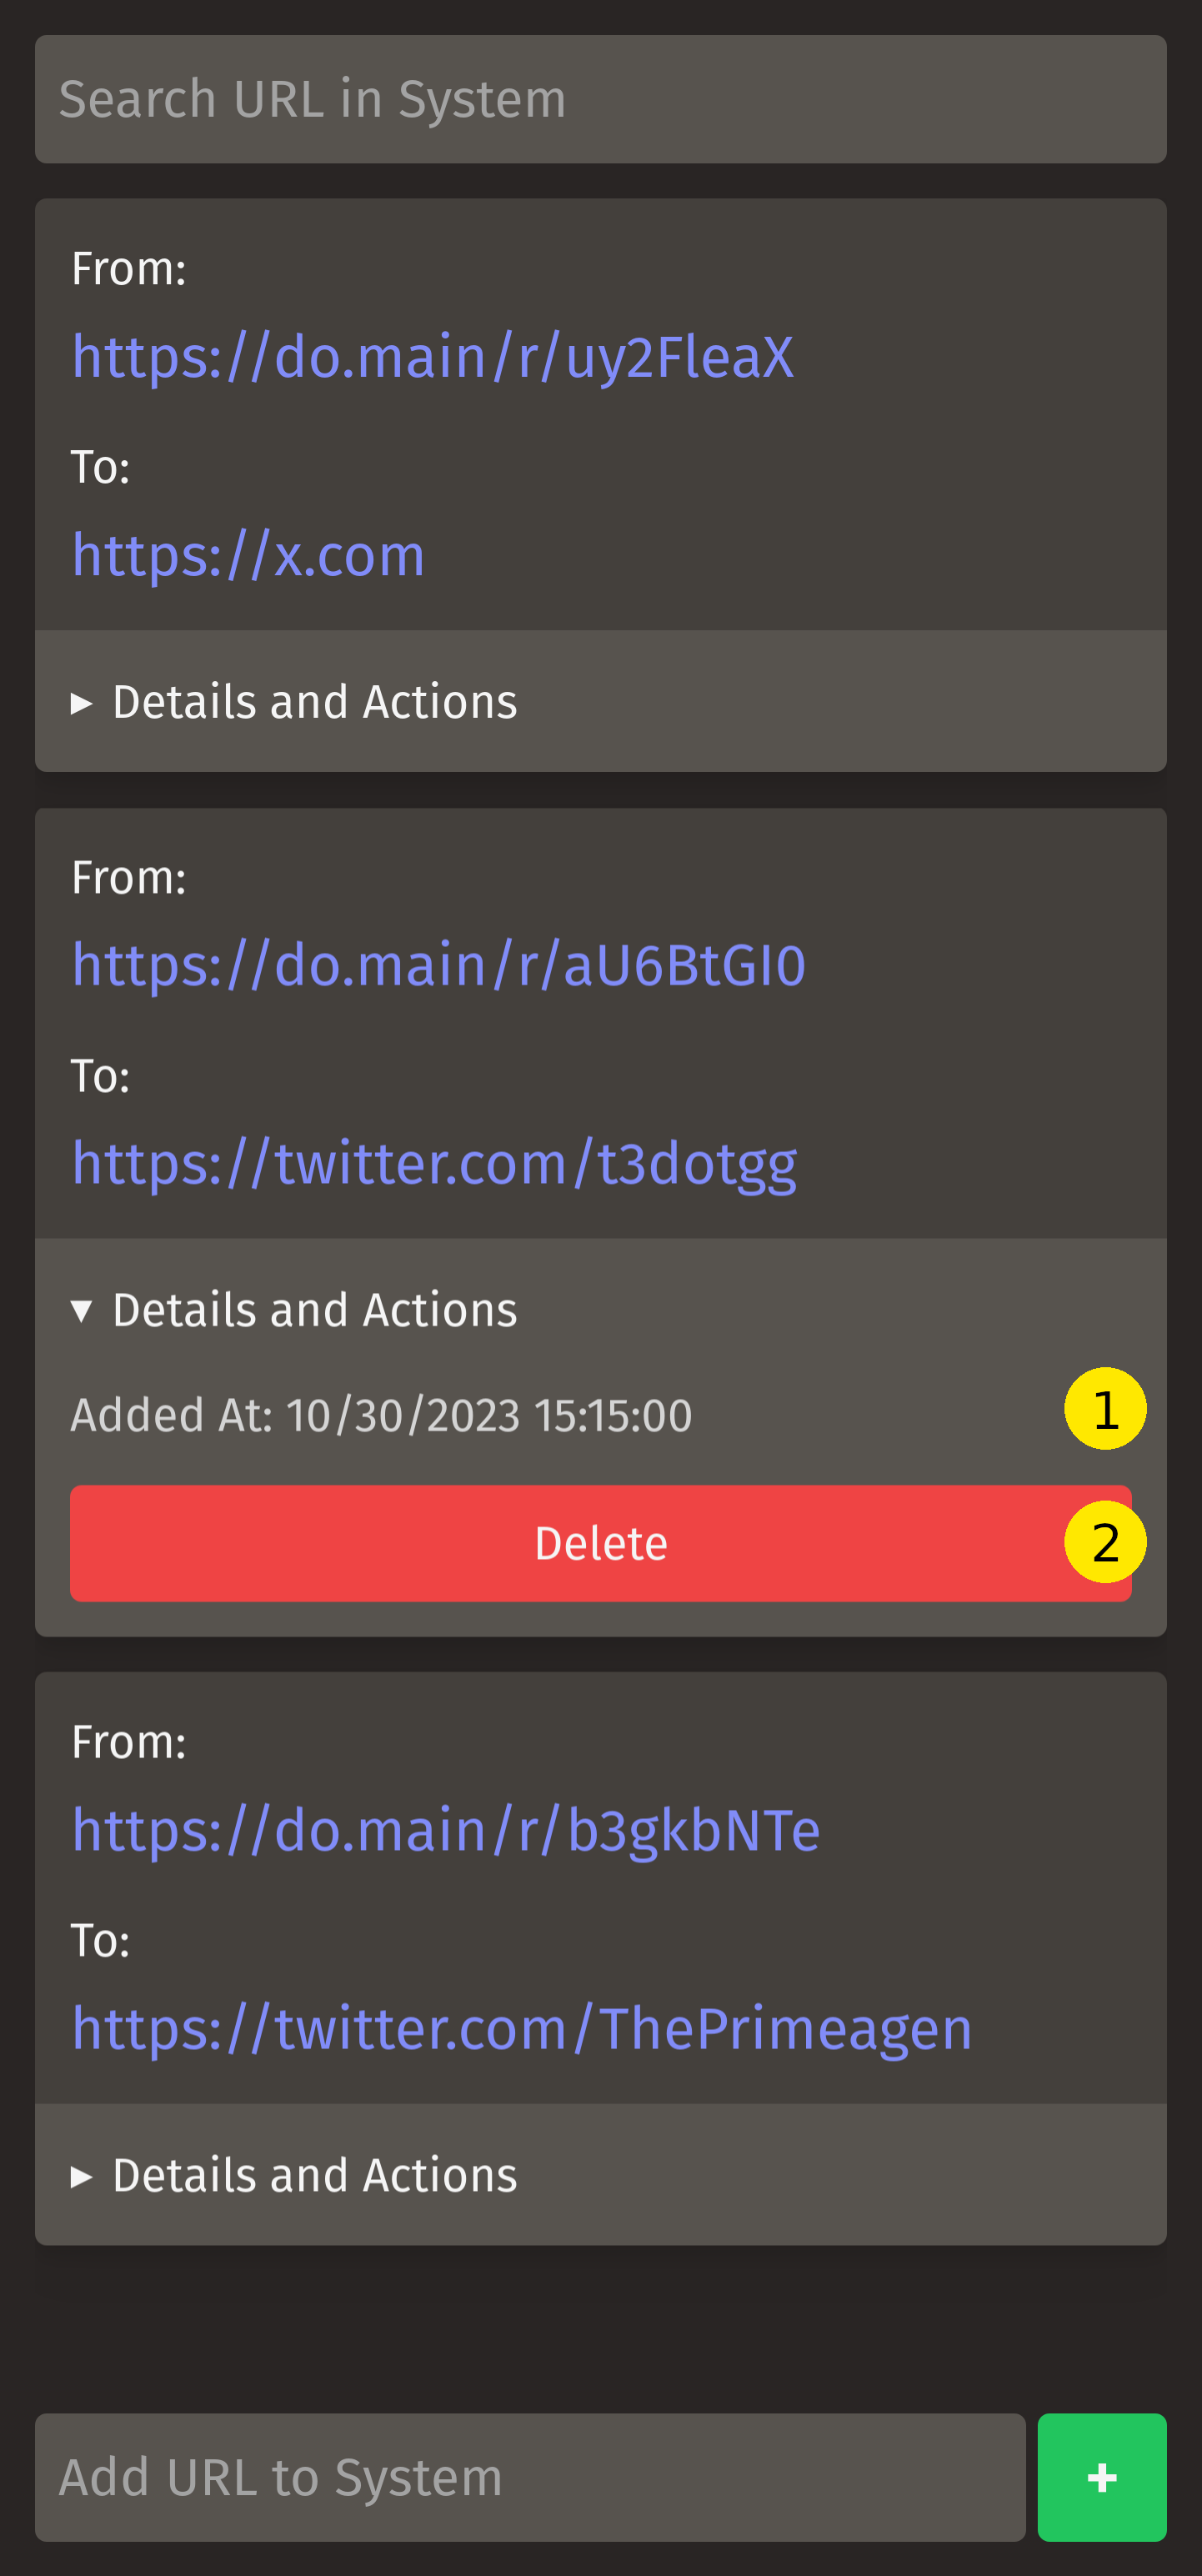 Search URL in System
From:
https://do.main/r/uy2FleaX
To:
https://x.com
▸ Details and Actions
From:
https://do.main/r/aU6BtGI0
To:
https://twitter.com/t3dotgg
▾ Details and Actions
Added At: 10/30/2023 15:15:00
1
Delete
2
From:
https://do.main/r/b3gkbNTe
To:
https://twitter.com/ThePrimeagen
▸ Details and Actions
Add URL to System
+